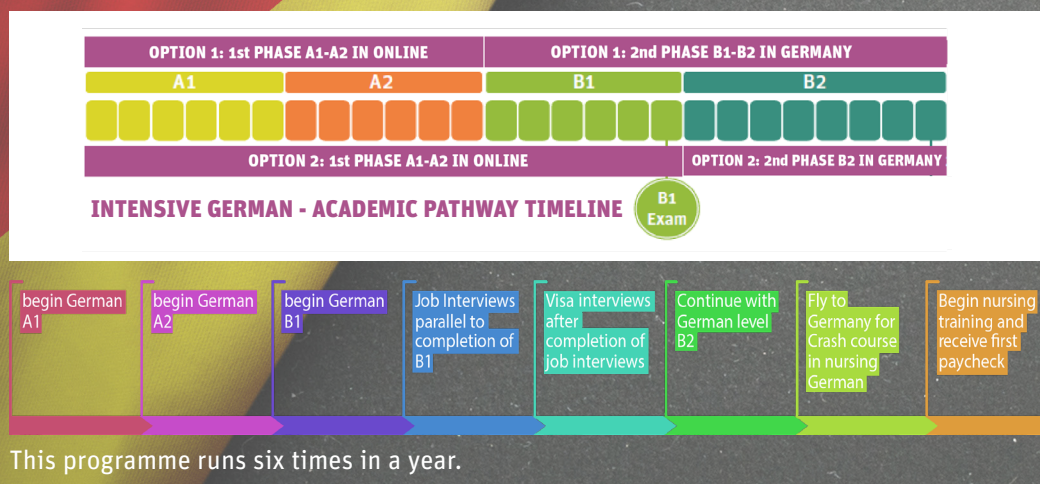 OPTION 1: 1st PHASE A1-A2 IN ONLINE
OPTION 1: 2nd PHASE B1-B2 IN GERMANY
A1
A2
B1
B2
OPTION 2: 1st PHASE A1-A2 IN ONLINE
OPTION 2: 2nd PHASE B2 IN GERMANY
INTENSIVE GERMAN - ACADEMIC PATHWAY TIMELINE
B1
Exam
begin German
A1
begin German
A2
begin German
B1
Job Interviews
parallel to
completion of
B1
Visa interviews
after
completion of
job interviews
Continue with
German level
B2
Fly to
Germany for
Crash course
in nursing
German
Begin nursing
training and
receive first
paycheck
This programme runs six times in a year.